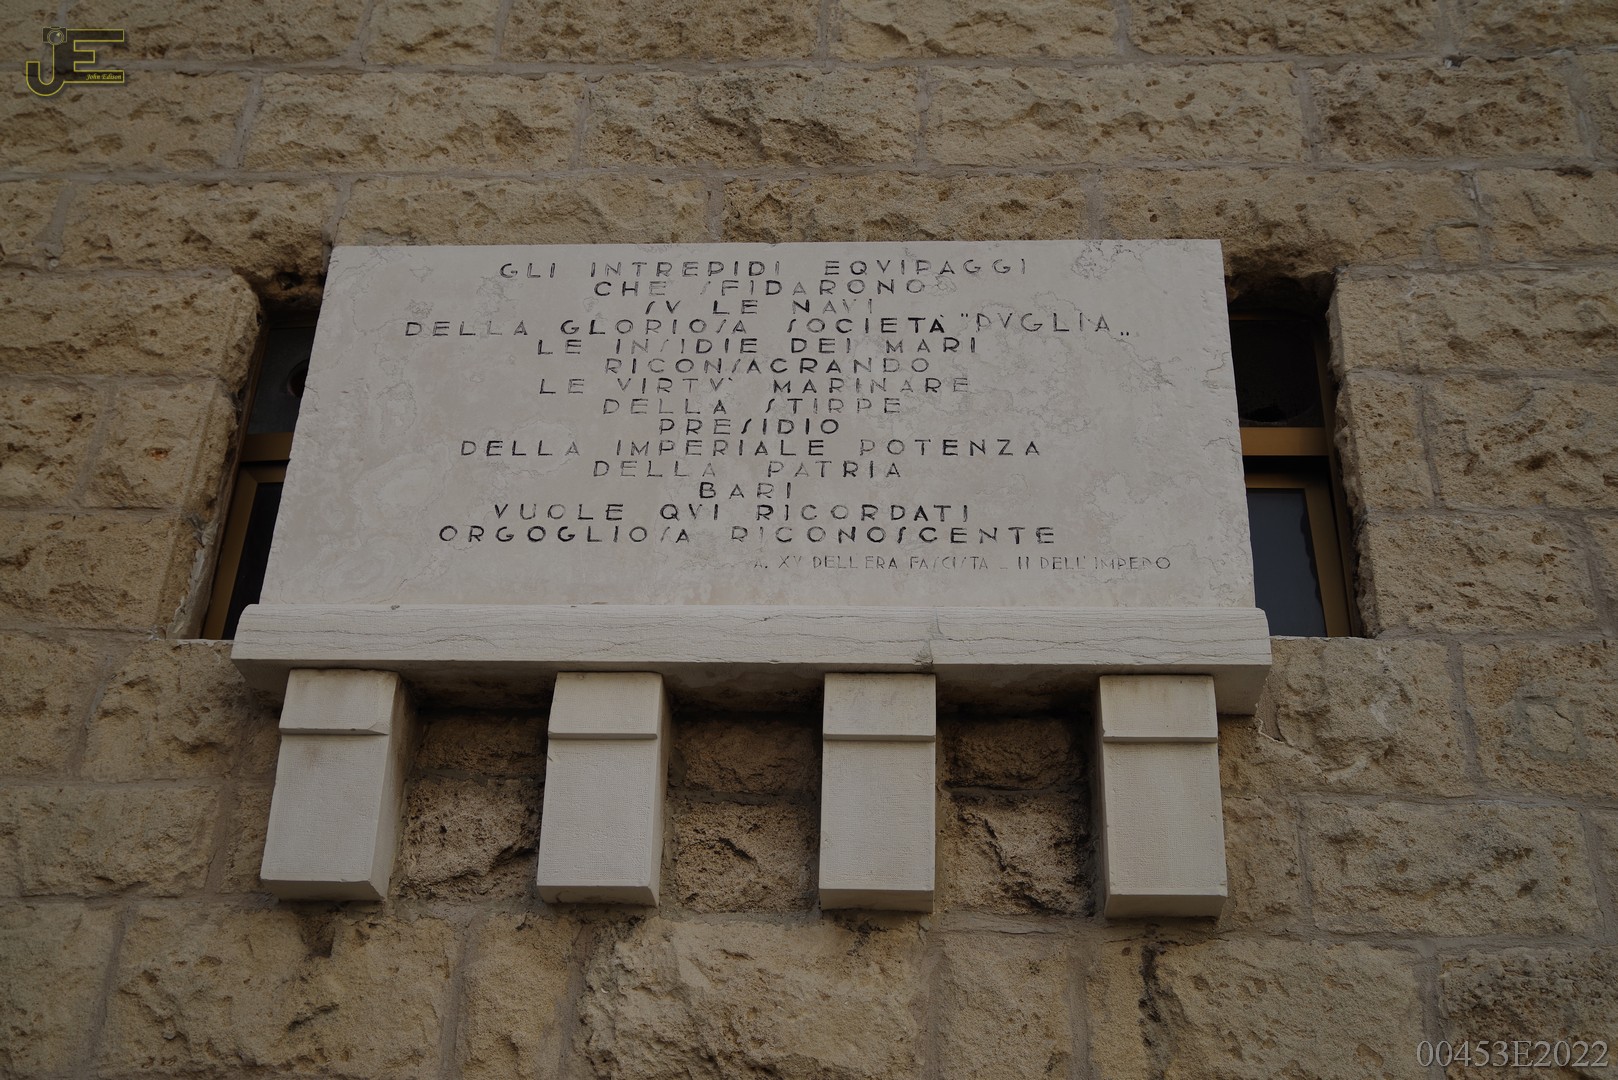 John Edison
GLI INTREPIDI EQVIPAGGI
CHE SFIDARONO
SV LE NAVI
DELLA GLORIOSA SOCIETÀ "PVGLIA„
LE INSIDIE DEI MARI
RICONSACRANDO
LE VIRTV' MARINARE
DELLA STIRPE
PRESIDIO
DELLA IMPERIALE POTENZA
DELLA PATRIA
BARI
VUOLE QVI RICORDATI
ORGOGLIOSA RICONOSCENTE
A. XV DELL'ERA FASCISTA _ II DELL'IMPERO
00453E2022